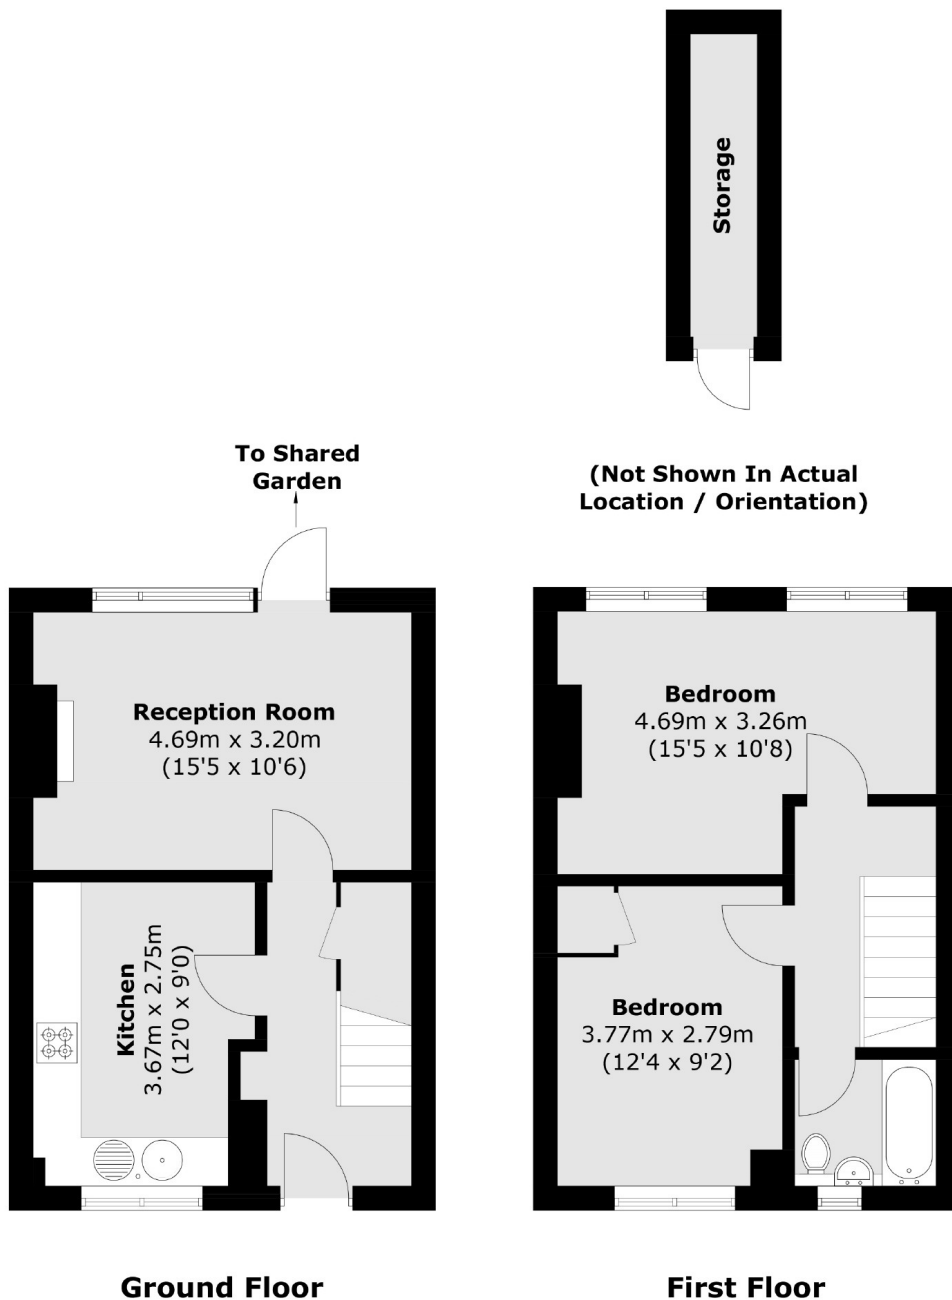 Storage
(Not Shown In Actual
Location / Orientation)
To Shared
Garden
Reception Room
4.69m x 3.20m
(15'5 x 10'6)
Kitchen
3.67m x 2.75m
(12'0 x 9'0)
Bedroom
4.69m x 3.26m
(15'5 x 10'8)
Bedroom
3.77m x 2.79m
(12'4 x 9'2)
Ground Floor
First Floor